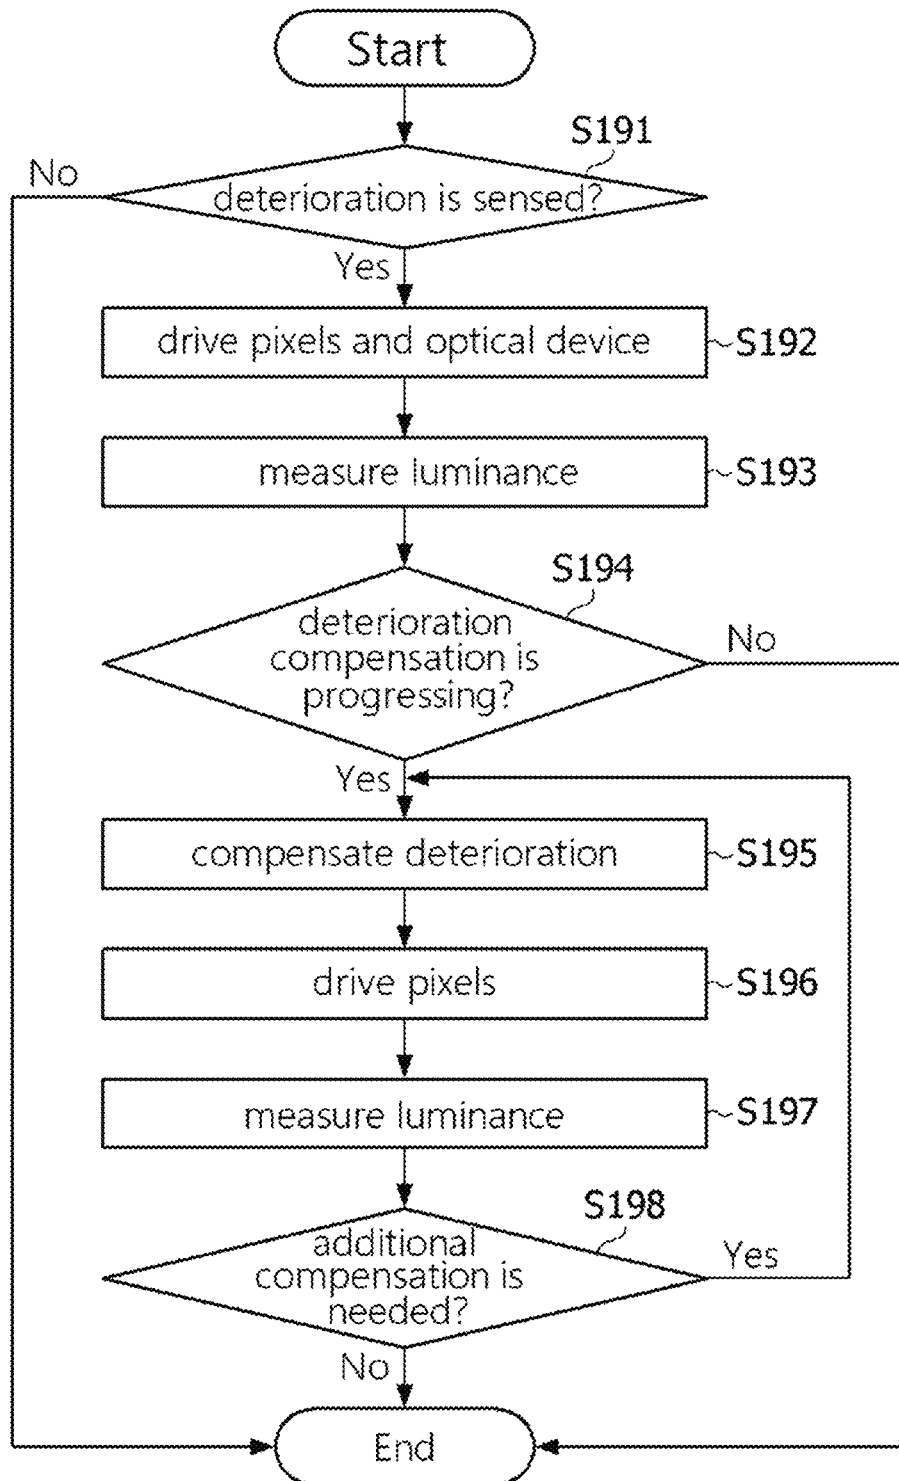 Start
S191
No
deterioration is sensed?
Yes
drive pixels and optical device
S192
measure luminance
S193
S194
deterioration
compensation is
progressing?
No
Yes
compensate deterioration
S195
drive pixels
S196
measure luminance
S197
S198
additional
compensation is
needed?
Yes
No
End